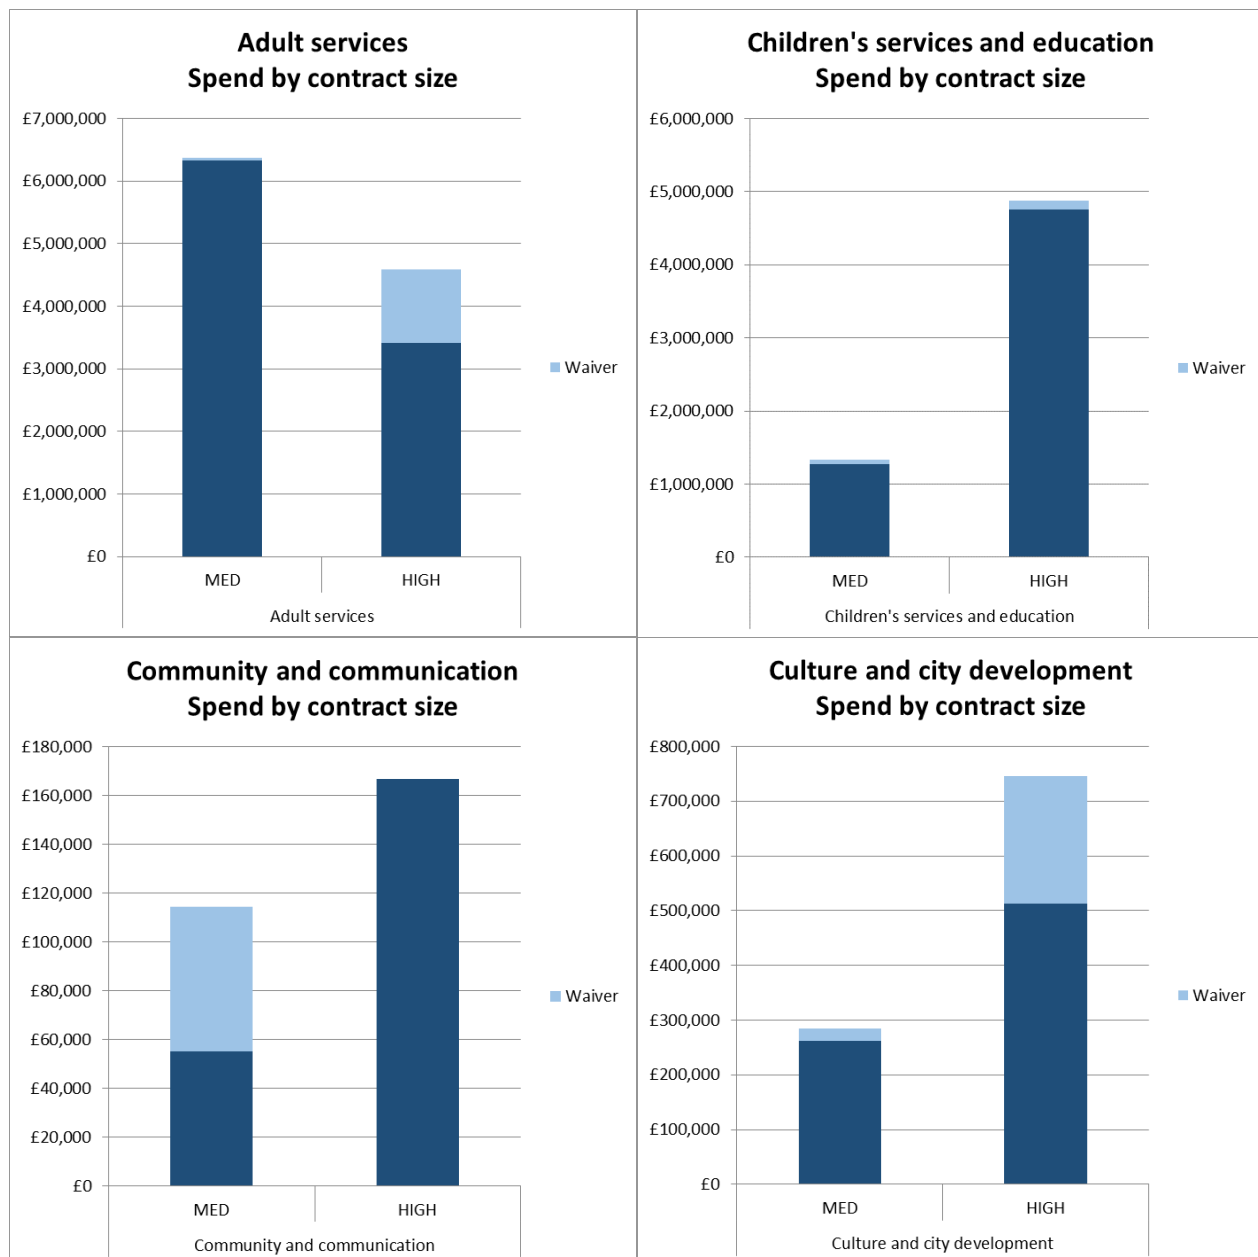 Adult services
Spend by contract size
£7,000,000
£6,000,000
£5,000,000
£4,000,000
£3,000,000
£2,000,000
£1,000,000
£0
MED HIGH
Adult services
Waiver
Children's services and education
Spend by contract size
£6,000,000
£5,000,000
£4,000,000
£3,000,000
£2,000,000
£1,000,000
£0
MED HIGH
Children's services and education
Waiver
Community and communication
Spend by contract size
£180,000
£160,000
£140,000
£120,000
£100,000
£80,000
£60,000
£40,000
£20,000
£0
MED HIGH
Community and communication
Waiver
Culture and city development
Spend by contract size
£800,000
£700,000
£600,000
£500,000
£400,000
£300,000
£200,000
£100,000
£0
MED HIGH
Culture and city development
Waiver